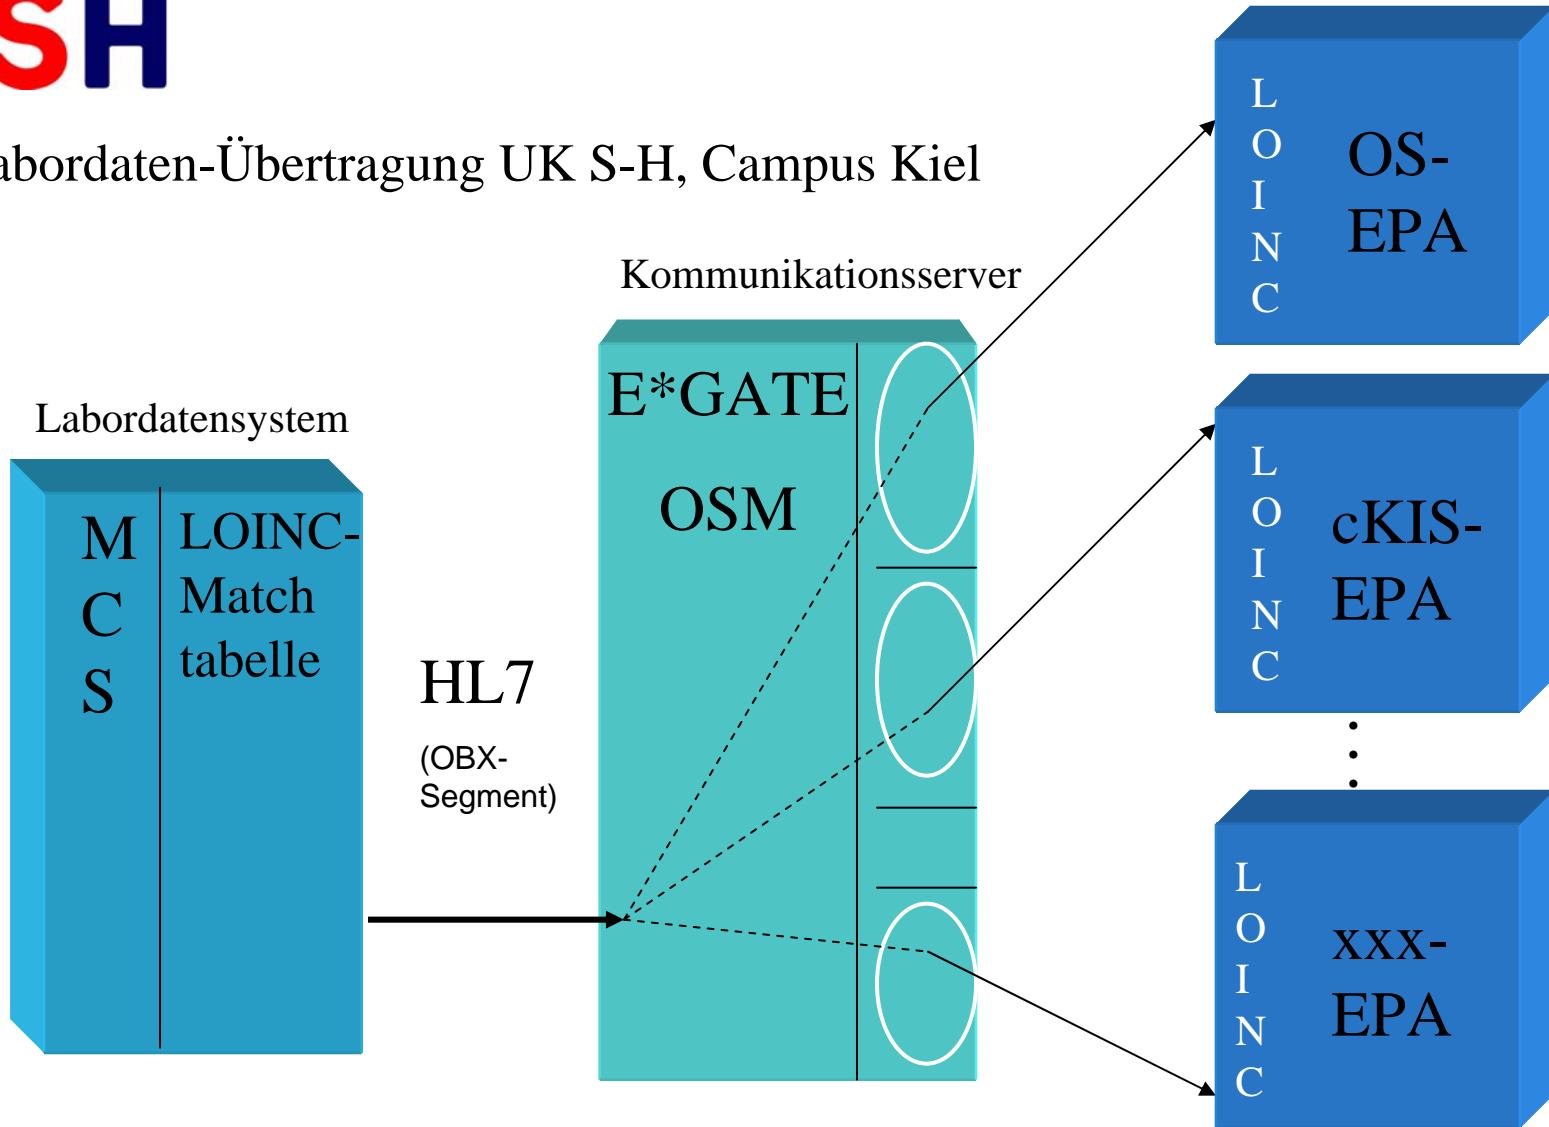 SH
abordaten-Übertragung UK S-H, Campus Kiel
Kommunikationsserver
Labordatensystem
M
C
S
LOINC-
Match
tabelle
HL7
(OBX-
Segment)
E*GATE
OSM
L
O
I
N
C
OS-
EPA
L
O
I
N
C
cKIS-
EPA
L
O
I
N
C
xxx-
EPA